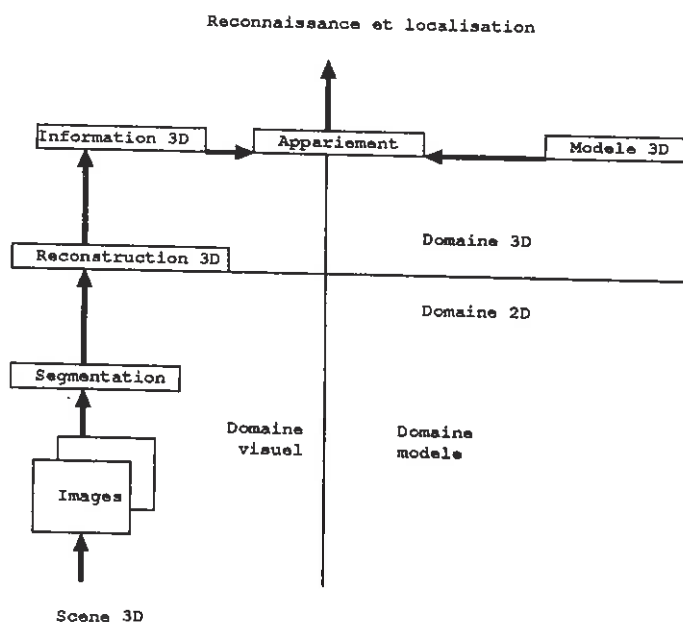 Reconnaissance et localisation
Information 3D
Appariement
Modele 3D
Reconstruction 3D
Domaine 3D
Domaine 2D
Segmentation
Domaine
visuel
Domaine
modele
Images
Scene 3D